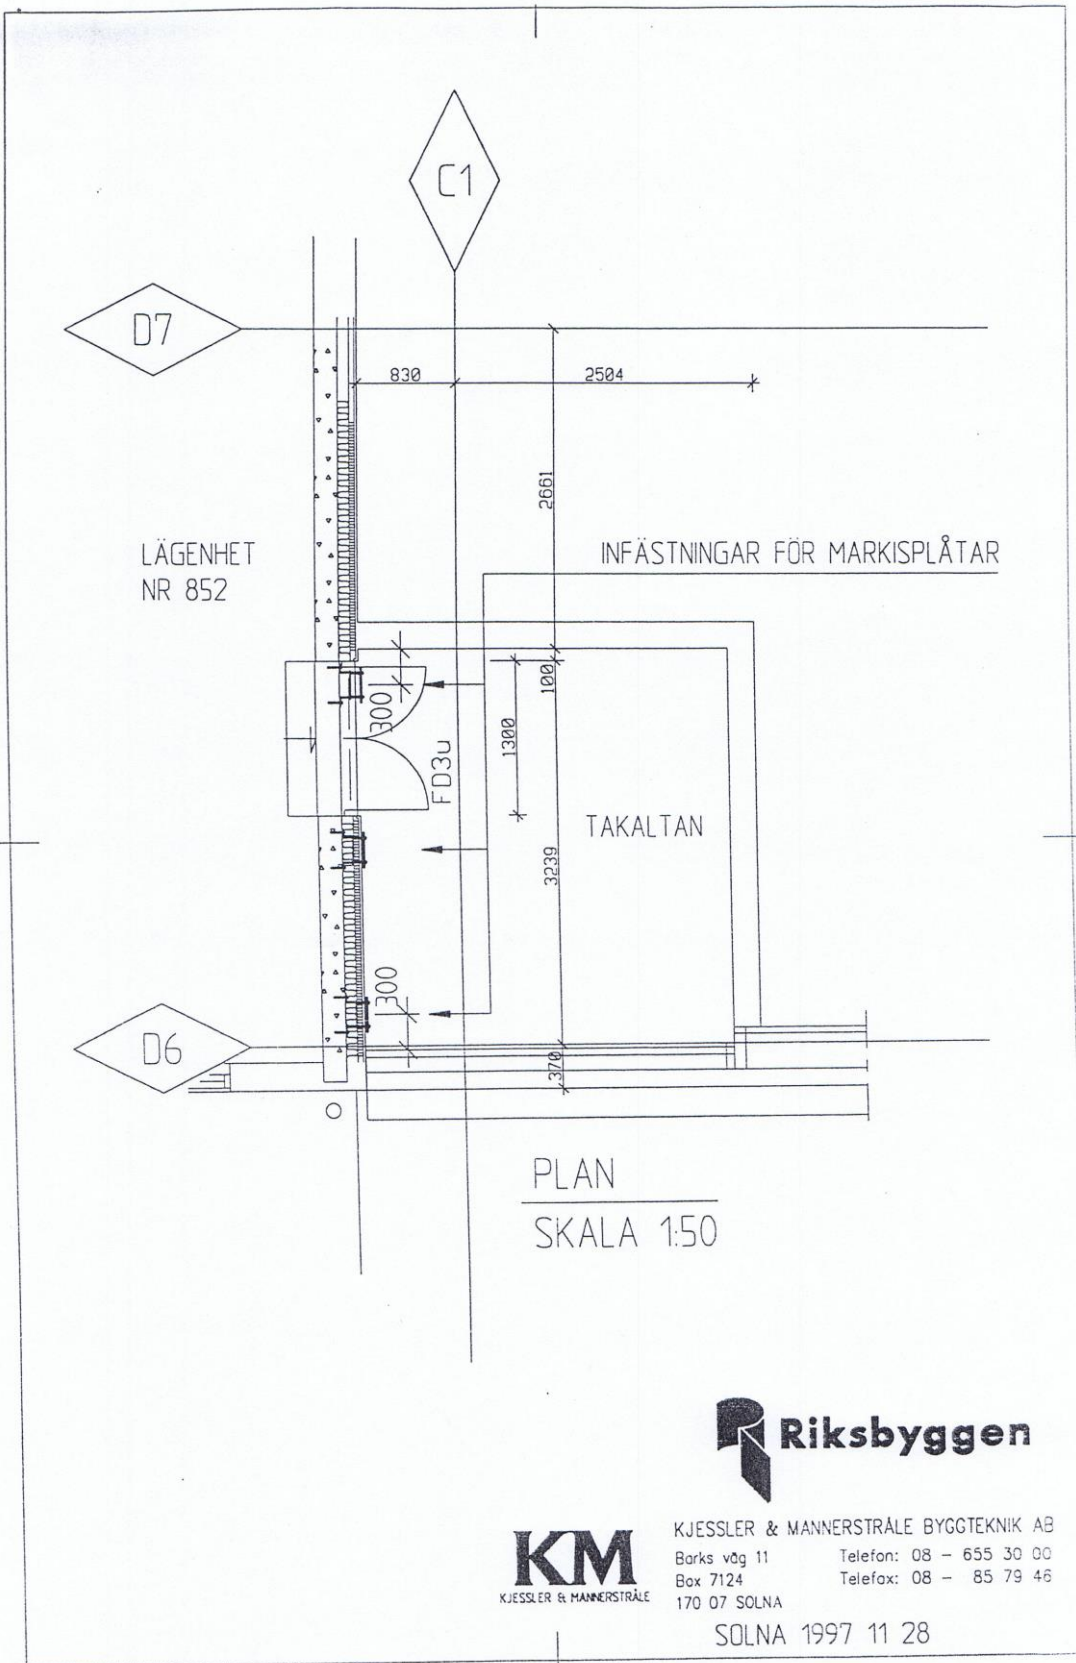 C1
D7
830
2504
2661
LÄGENHET
NR 852
INFÄSTNINGAR FÖR MARKISPLÅTAR
100
300
1300
FD3u
TAKALTAN
3239
300
D6
370
PLAN
SKALA 1:50
Riksbyggen
KM
KJESSLER & MANNERSTRÅLE
KJESSLER & MANNERSTRÅLE BYGGTEKNIK AB
Barks väg 11 Telefon: 08 - 655 30 00
Box 7124 Telefax: 08 - 85 79 46
170 07 SOLNA
SOLNA 1997 11 28